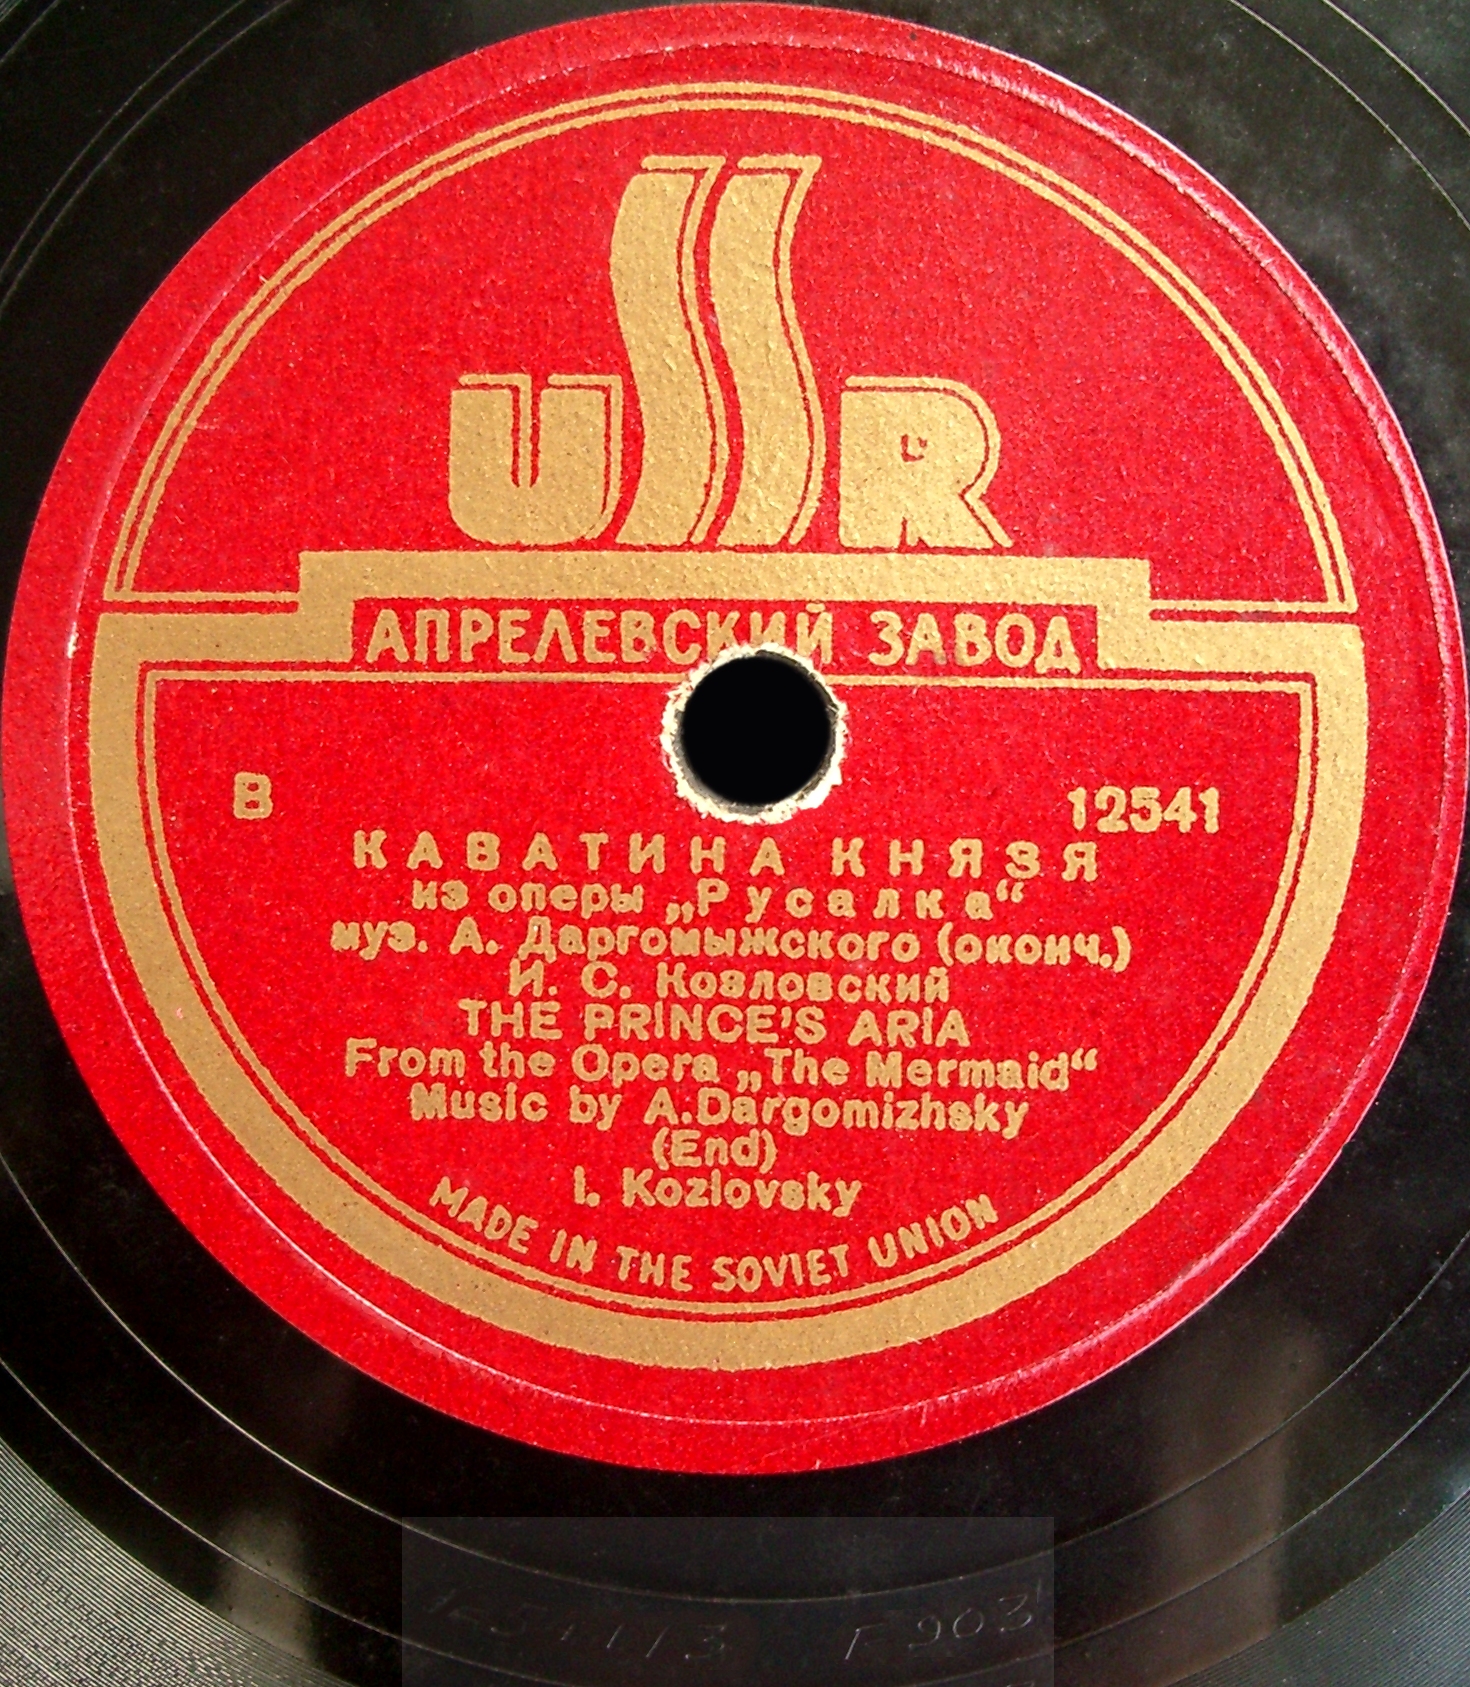 USSR
АПРЕЛЕВСКИЙ ЗАВОД
В 12541
КАВАТИНА КНЯЗЯ
из оперы „Русалка“
муз. А. Даргомыжского (оконч.)
И. С. Козловский
THE PRINCE'S ARIA
From the Opera „The Mermaid“
Music by A.Dargomizhsky
(End)
I. Kozlovsky
MADE IN THE SOVIET UNION
F 903